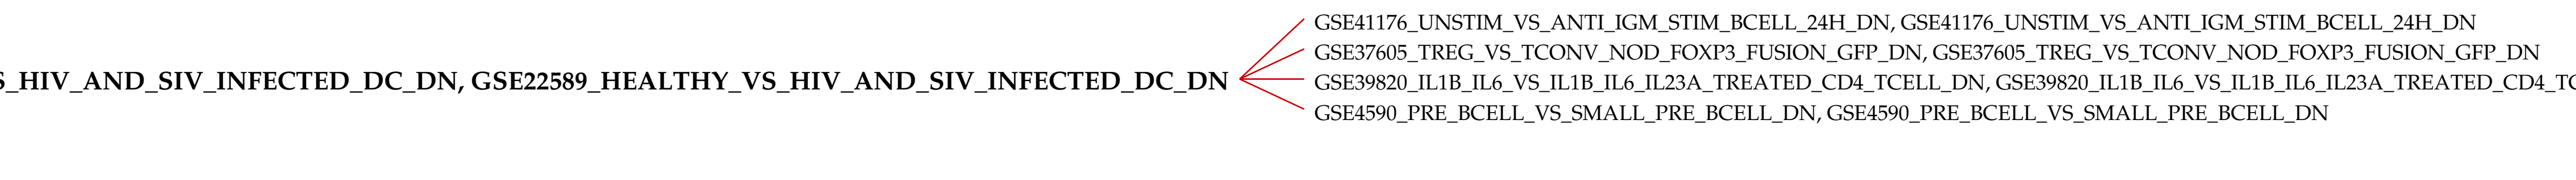 S_HIV_AND_SIV_INFECTED_DC_DN, GSE22589_HEALTHY_VS_HIV_AND_SIV_INFECTED_DC_DN
GSE41176_UNSTIM_VS_ANTI_IGM_STIM_BCELL_24H_DN, GSE41176_UNSTIM_VS_ANTI_IGM_STIM_BCELL_24H_DN
GSE37605_TREG_VS_TCONV_NOD_FOXP3_FUSION_GFP_DN, GSE37605_TREG_VS_TCONV_NOD_FOXP3_FUSION_GFP_DN
GSE39820_IL1B_IL6_VS_IL1B_IL6_IL23A_TREATED_CD4_TCELL_DN, GSE39820_IL1B_IL6_VS_IL1B_IL6_IL23A_TREATED_CD4_TC
GSE4590_PRE_BCELL_VS_SMALL_PRE_BCELL_DN, GSE4590_PRE_BCELL_VS_SMALL_PRE_BCELL_DN